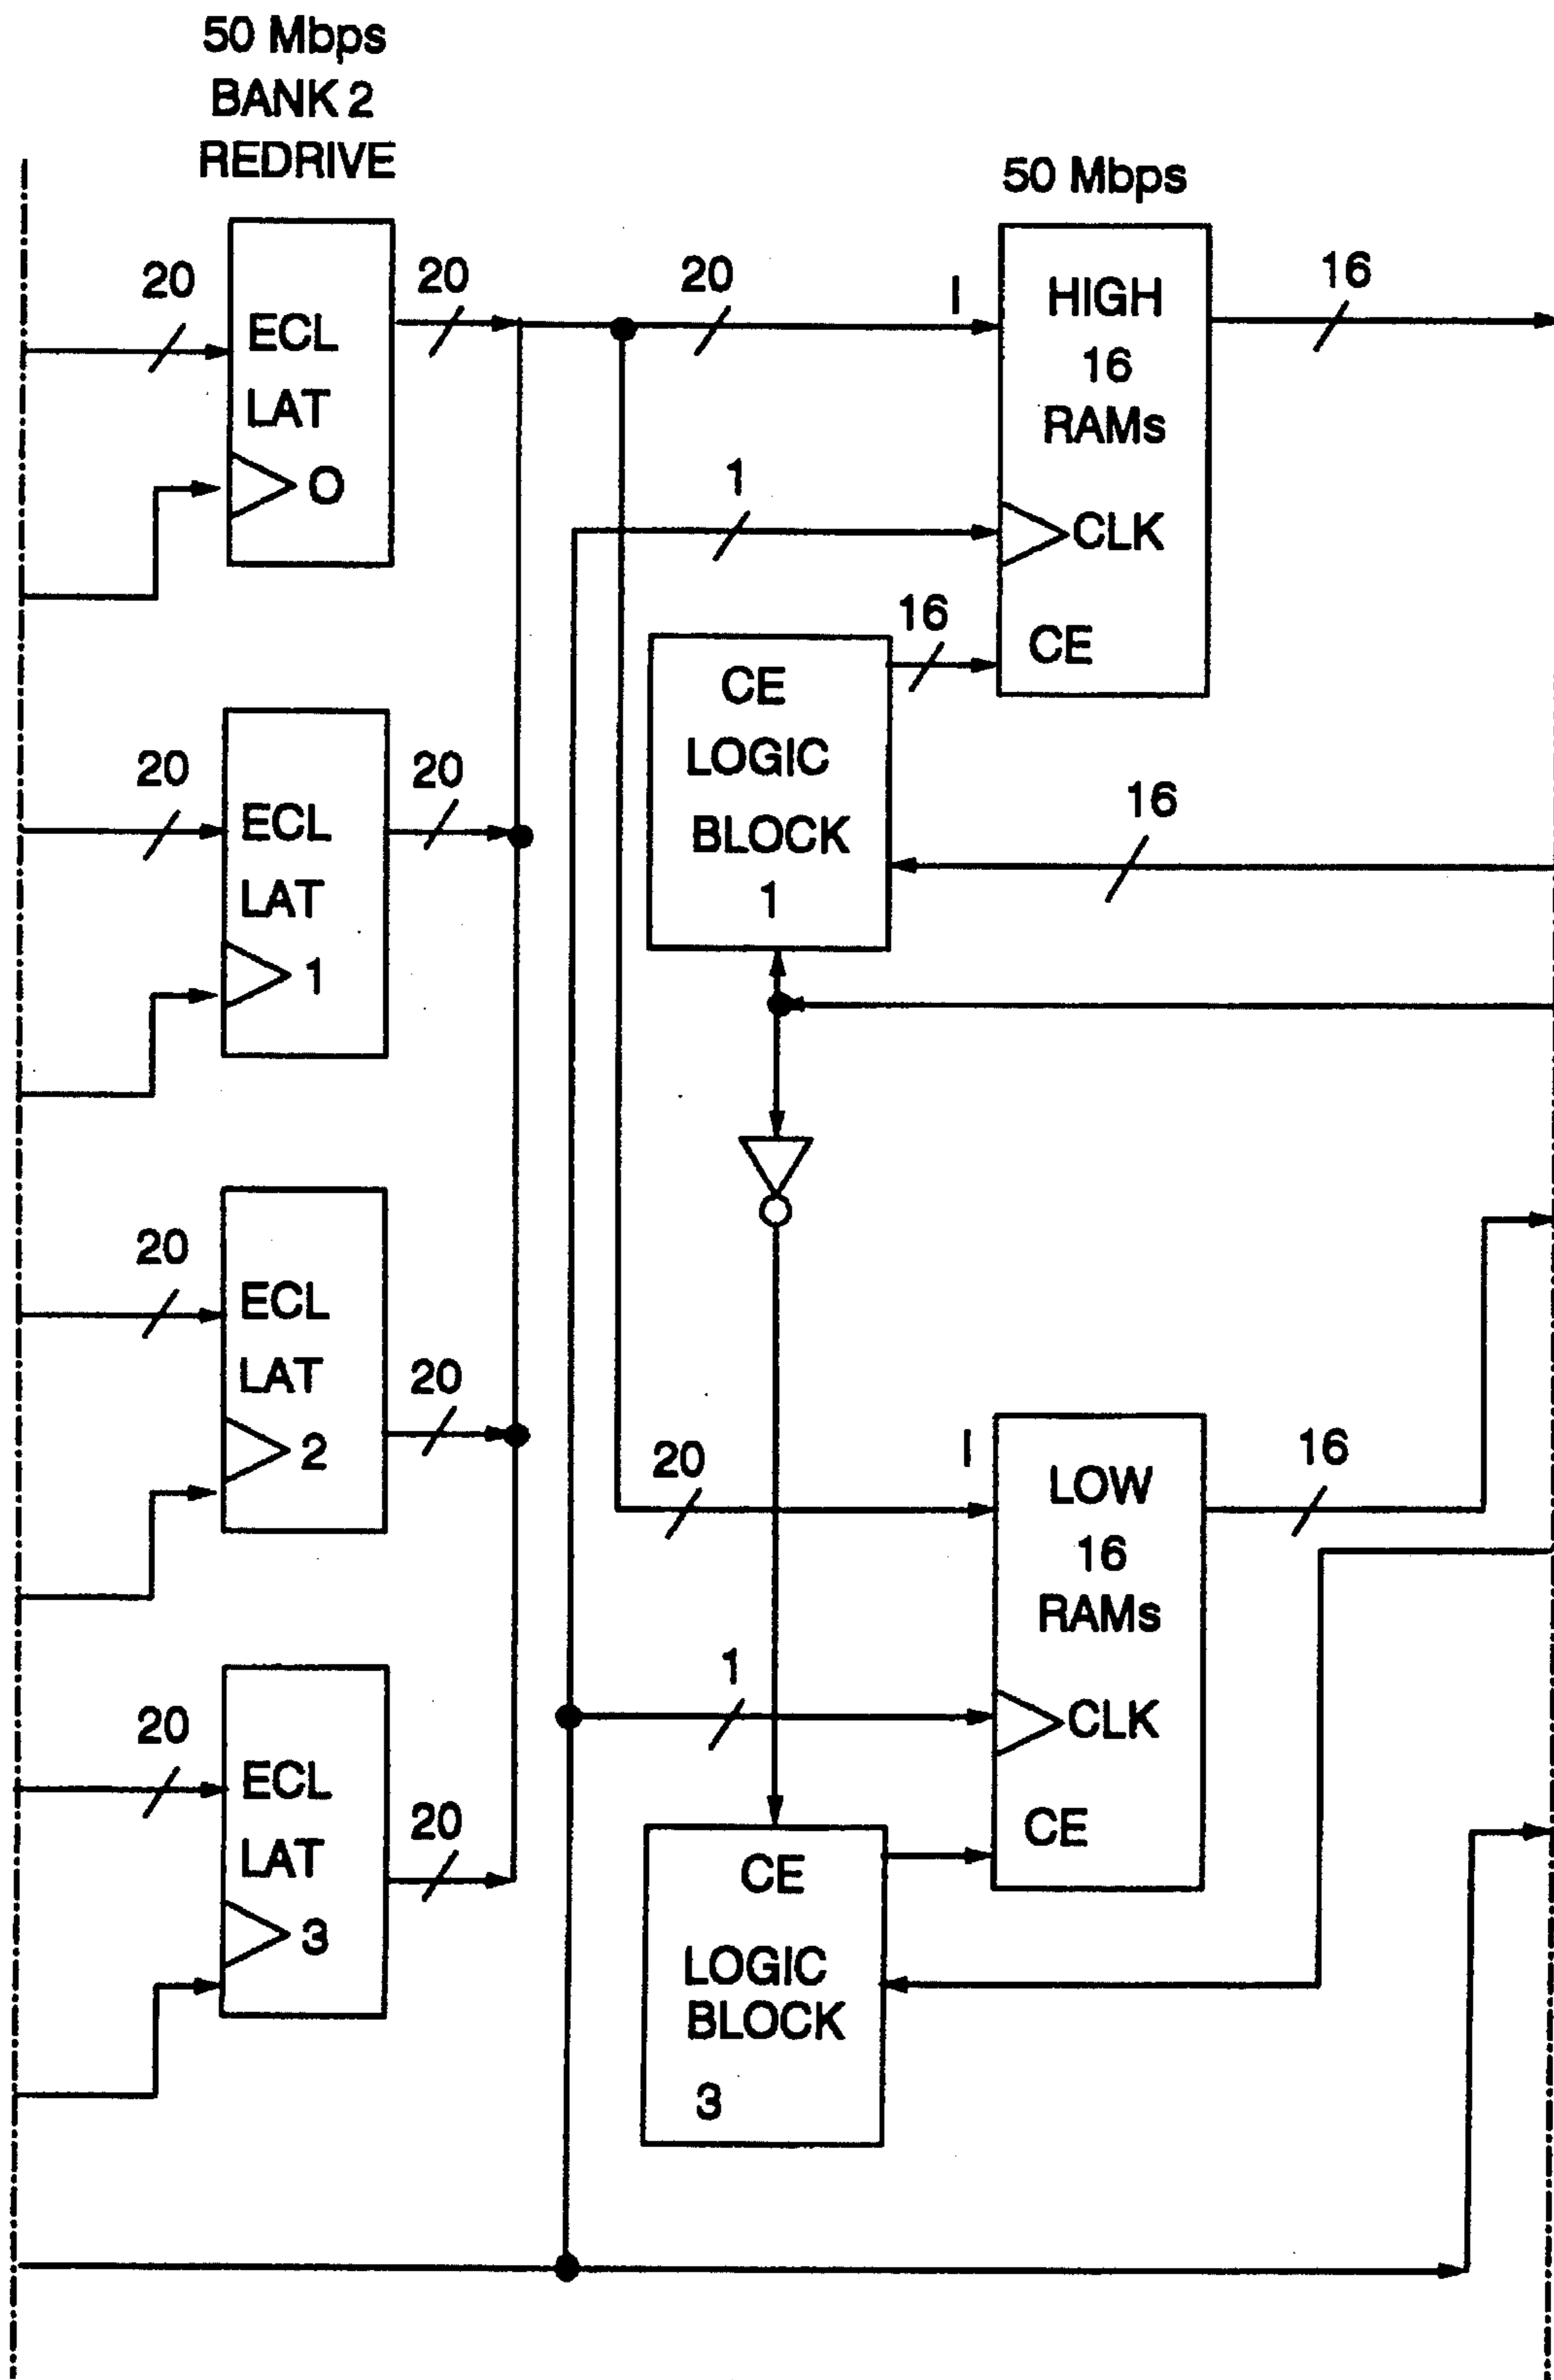 50 Mbps
BANK 2
REDRIVE
50 Mbps
20
20
20
I
HIGH
16
RAMs
16
ECL
LAT
0
1
CLK
16
CE
CE
LOGIC
BLOCK
1
16
20
20
ECL
LAT
1
20
ECL
LAT
2
20
20
I
LOW
16
RAMs
16
1
CLK
CE
20
ECL
LAT
3
20
CE
LOGIC
BLOCK
3